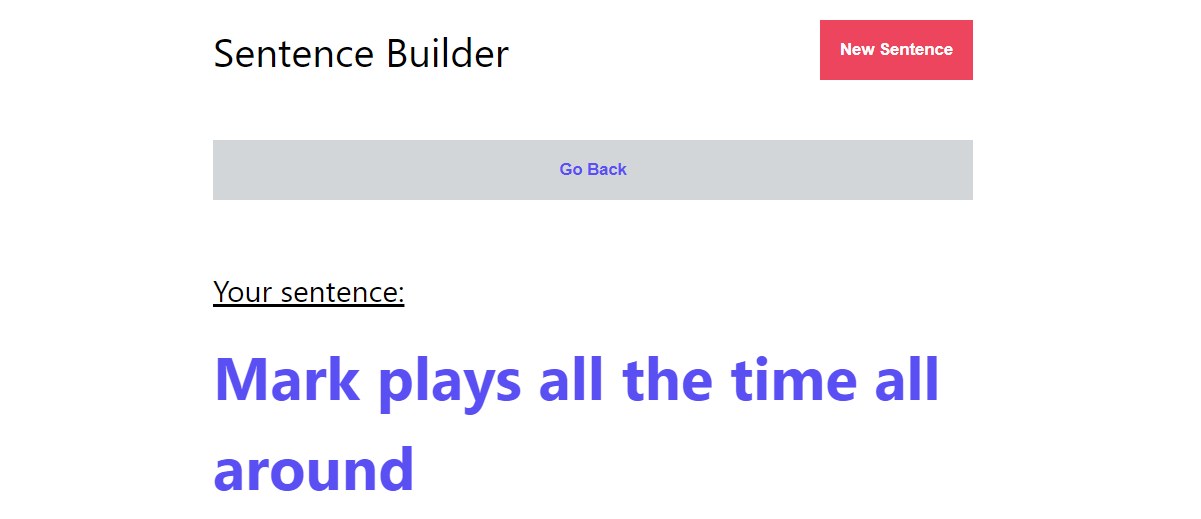 Sentence Builder
New Sentence
Go Back
Your sentence:
Mark plays all the time all
around